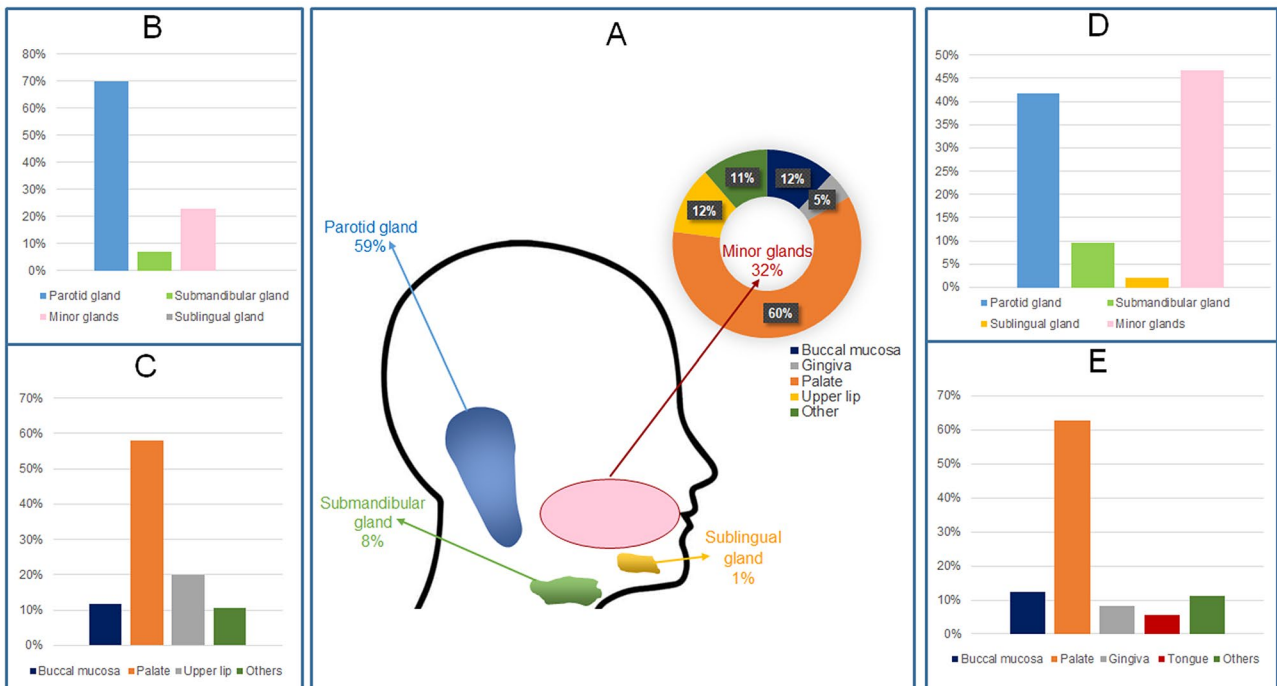 B
80%
70%
60%
50%
40%
30%
20%
10%
0%
Parotid gland
Submandibular gland
Minor glands
Sublingual gland
C
70%
60%
50%
40%
30%
20%
10%
0%
Buccal mucosa
Palate
Upper lip
Others
A
11%
12%
5%
12%
Minor glands
32%
60%
Buccal mucosa
Gingiva
Palate
Upper lip
Other
Parotid gland
59%
Submandibular
gland
8%
Sublingual
gland
1%
D
50%
45%
40%
35%
30%
25%
20%
15%
10%
5%
0%
Parotid gland
Submandibular gland
Sublingual gland
Minor glands
E
70%
60%
50%
40%
30%
20%
10%
0%
Buccal mucosa
Palate
Gingiva
Tongue
Others